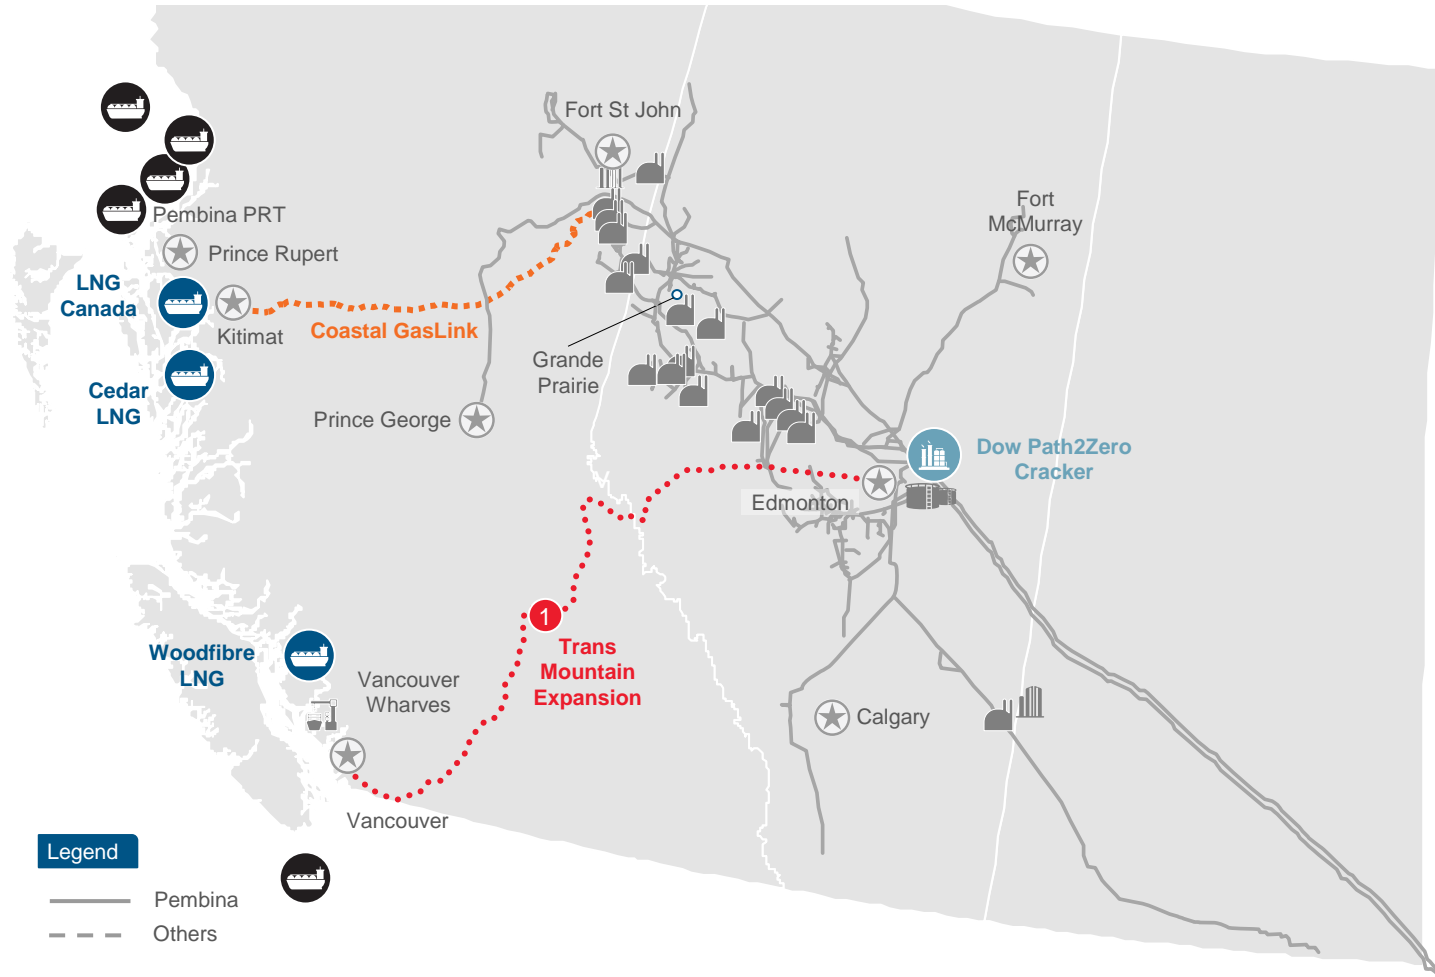 Fort St John
Fort
McMurray
Pembina PRT
Prince Rupert
LNG
Canada
Kitimat
Coastal GasLink
Grande
Prairie
Cedar
LNG
Prince George
Dow Path2Zero
Cracker
Edmonton
1
Trans
Mountain
Expansion
Woodfibre
LNG
Vancouver
Wharves
Calgary
Vancouver
Legend
Pembina
Others